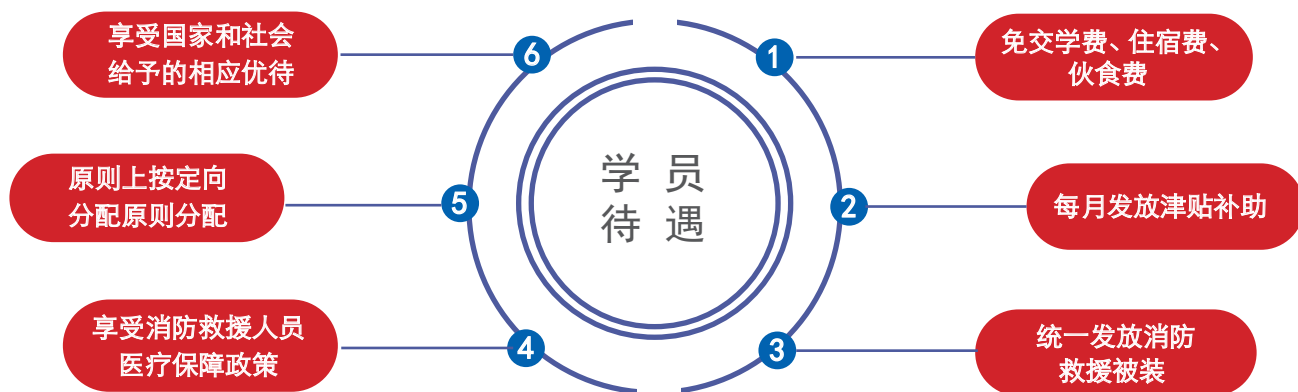 学员
待遇
1
免交学费、住宿费、
伙食费
2
每月发放津贴补助
3
统一发放消防
救援被装
4
享受消防救援人员
医疗保障政策
5
原则上按定向
分配原则分配
6
享受国家和社会
给予的相应优待